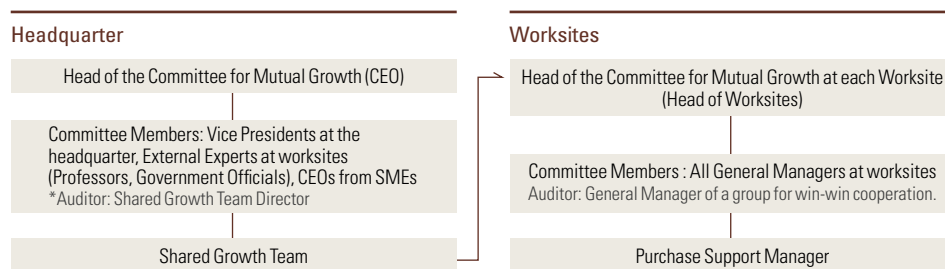 Headquarter
Head of the Committee for Mutual Growth (CEO)
Committee Members: Vice Presidents at the
headquarter, External Experts at worksites
(Professors, Government Officials), CEOs from SMEs
*Auditor: Shared Growth Team Director
Shared Growth Team
Worksites
Head of the Committee for Mutual Growth at each Worksite
(Head of Worksites)
Committee Members : All General Managers at worksites
Auditor: General Manager of a group for win-win cooperation.
Purchase Support Manager